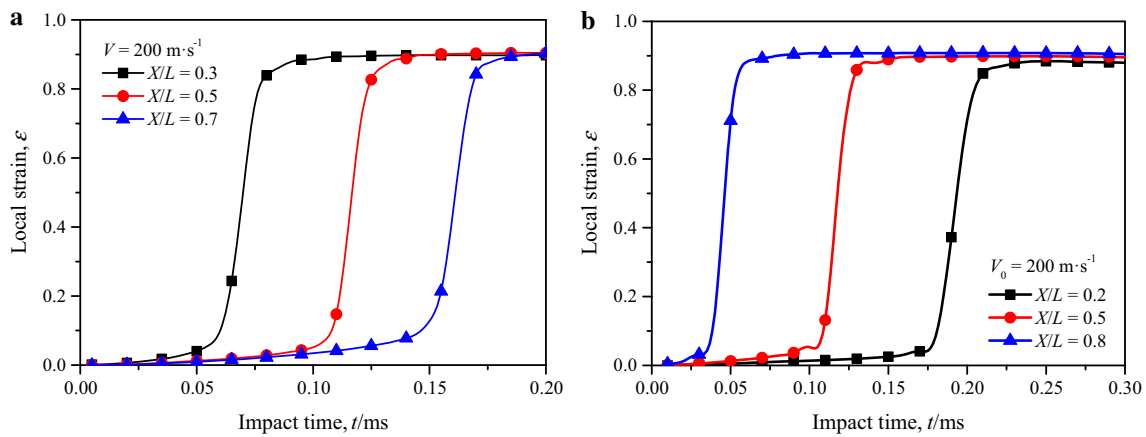 a
V = 200 m·s⁻¹
X/L = 0.3
X/L = 0.5
X/L = 0.7
1.0
0.8
0.6
0.4
0.2
0.0
Local strain, ε
0.00 0.05 0.10 0.15 0.20
Impact time, t/ms
b
1.0
0.8
0.6
0.4
0.2
0.0
Local strain, ε
V₀ = 200 m·s⁻¹
X/L = 0.2
X/L = 0.5
X/L = 0.8
0.00 0.05 0.10 0.15 0.20 0.25 0.30
Impact time, t/ms